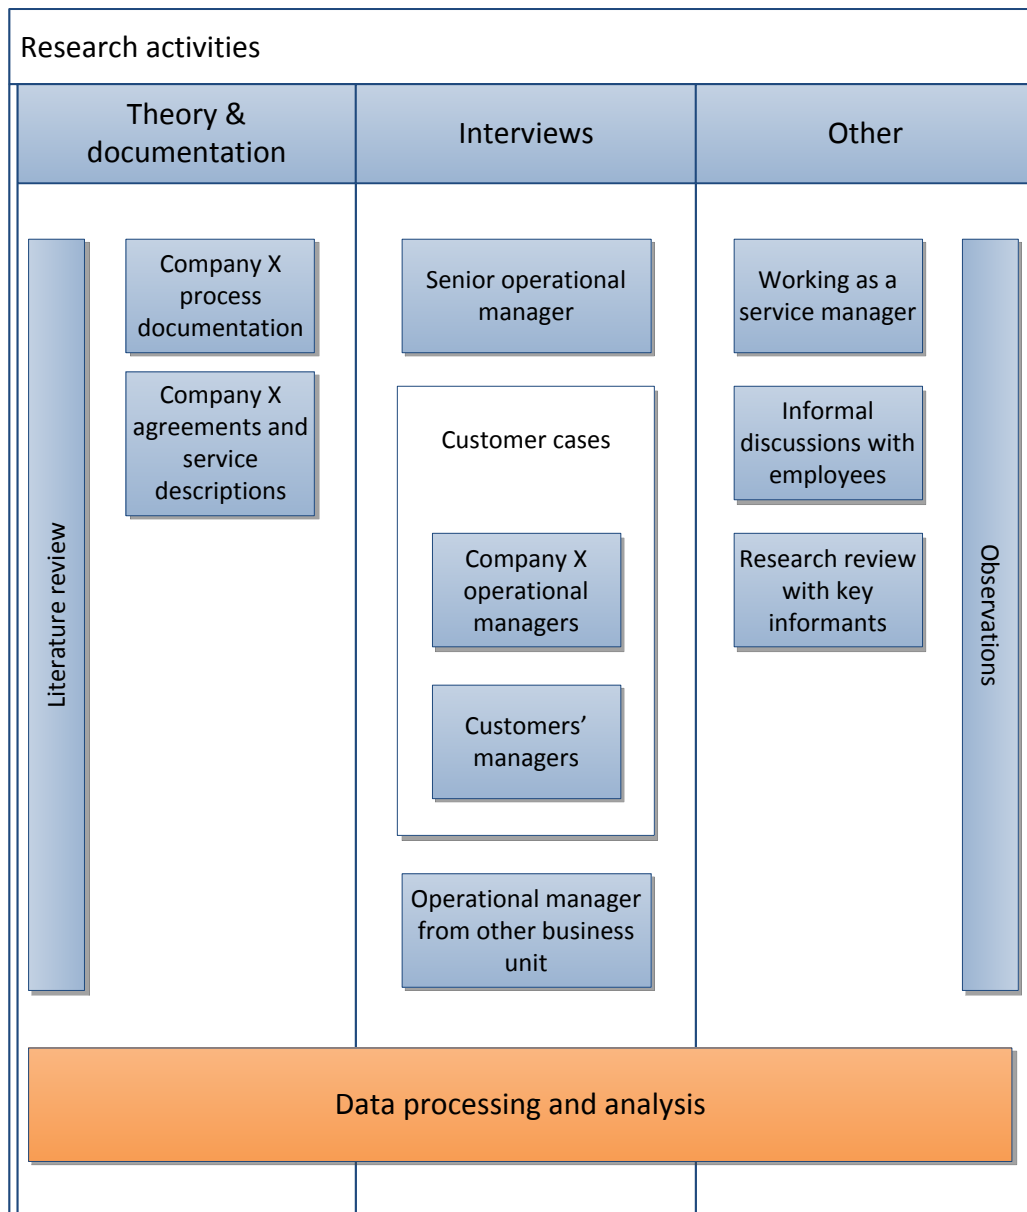 Research activities
Theory &
documentation
Interviews
Other
Literature review
Company X
process
documentation
Company X
agreements and
service
descriptions
Senior operational
manager
Customer cases
Company X
operational
managers
Customers’
managers
Operational manager
from other business
unit
Working as a
service manager
Informal
discussions with
employees
Research review
with key
informants
Observations
Data processing and analysis